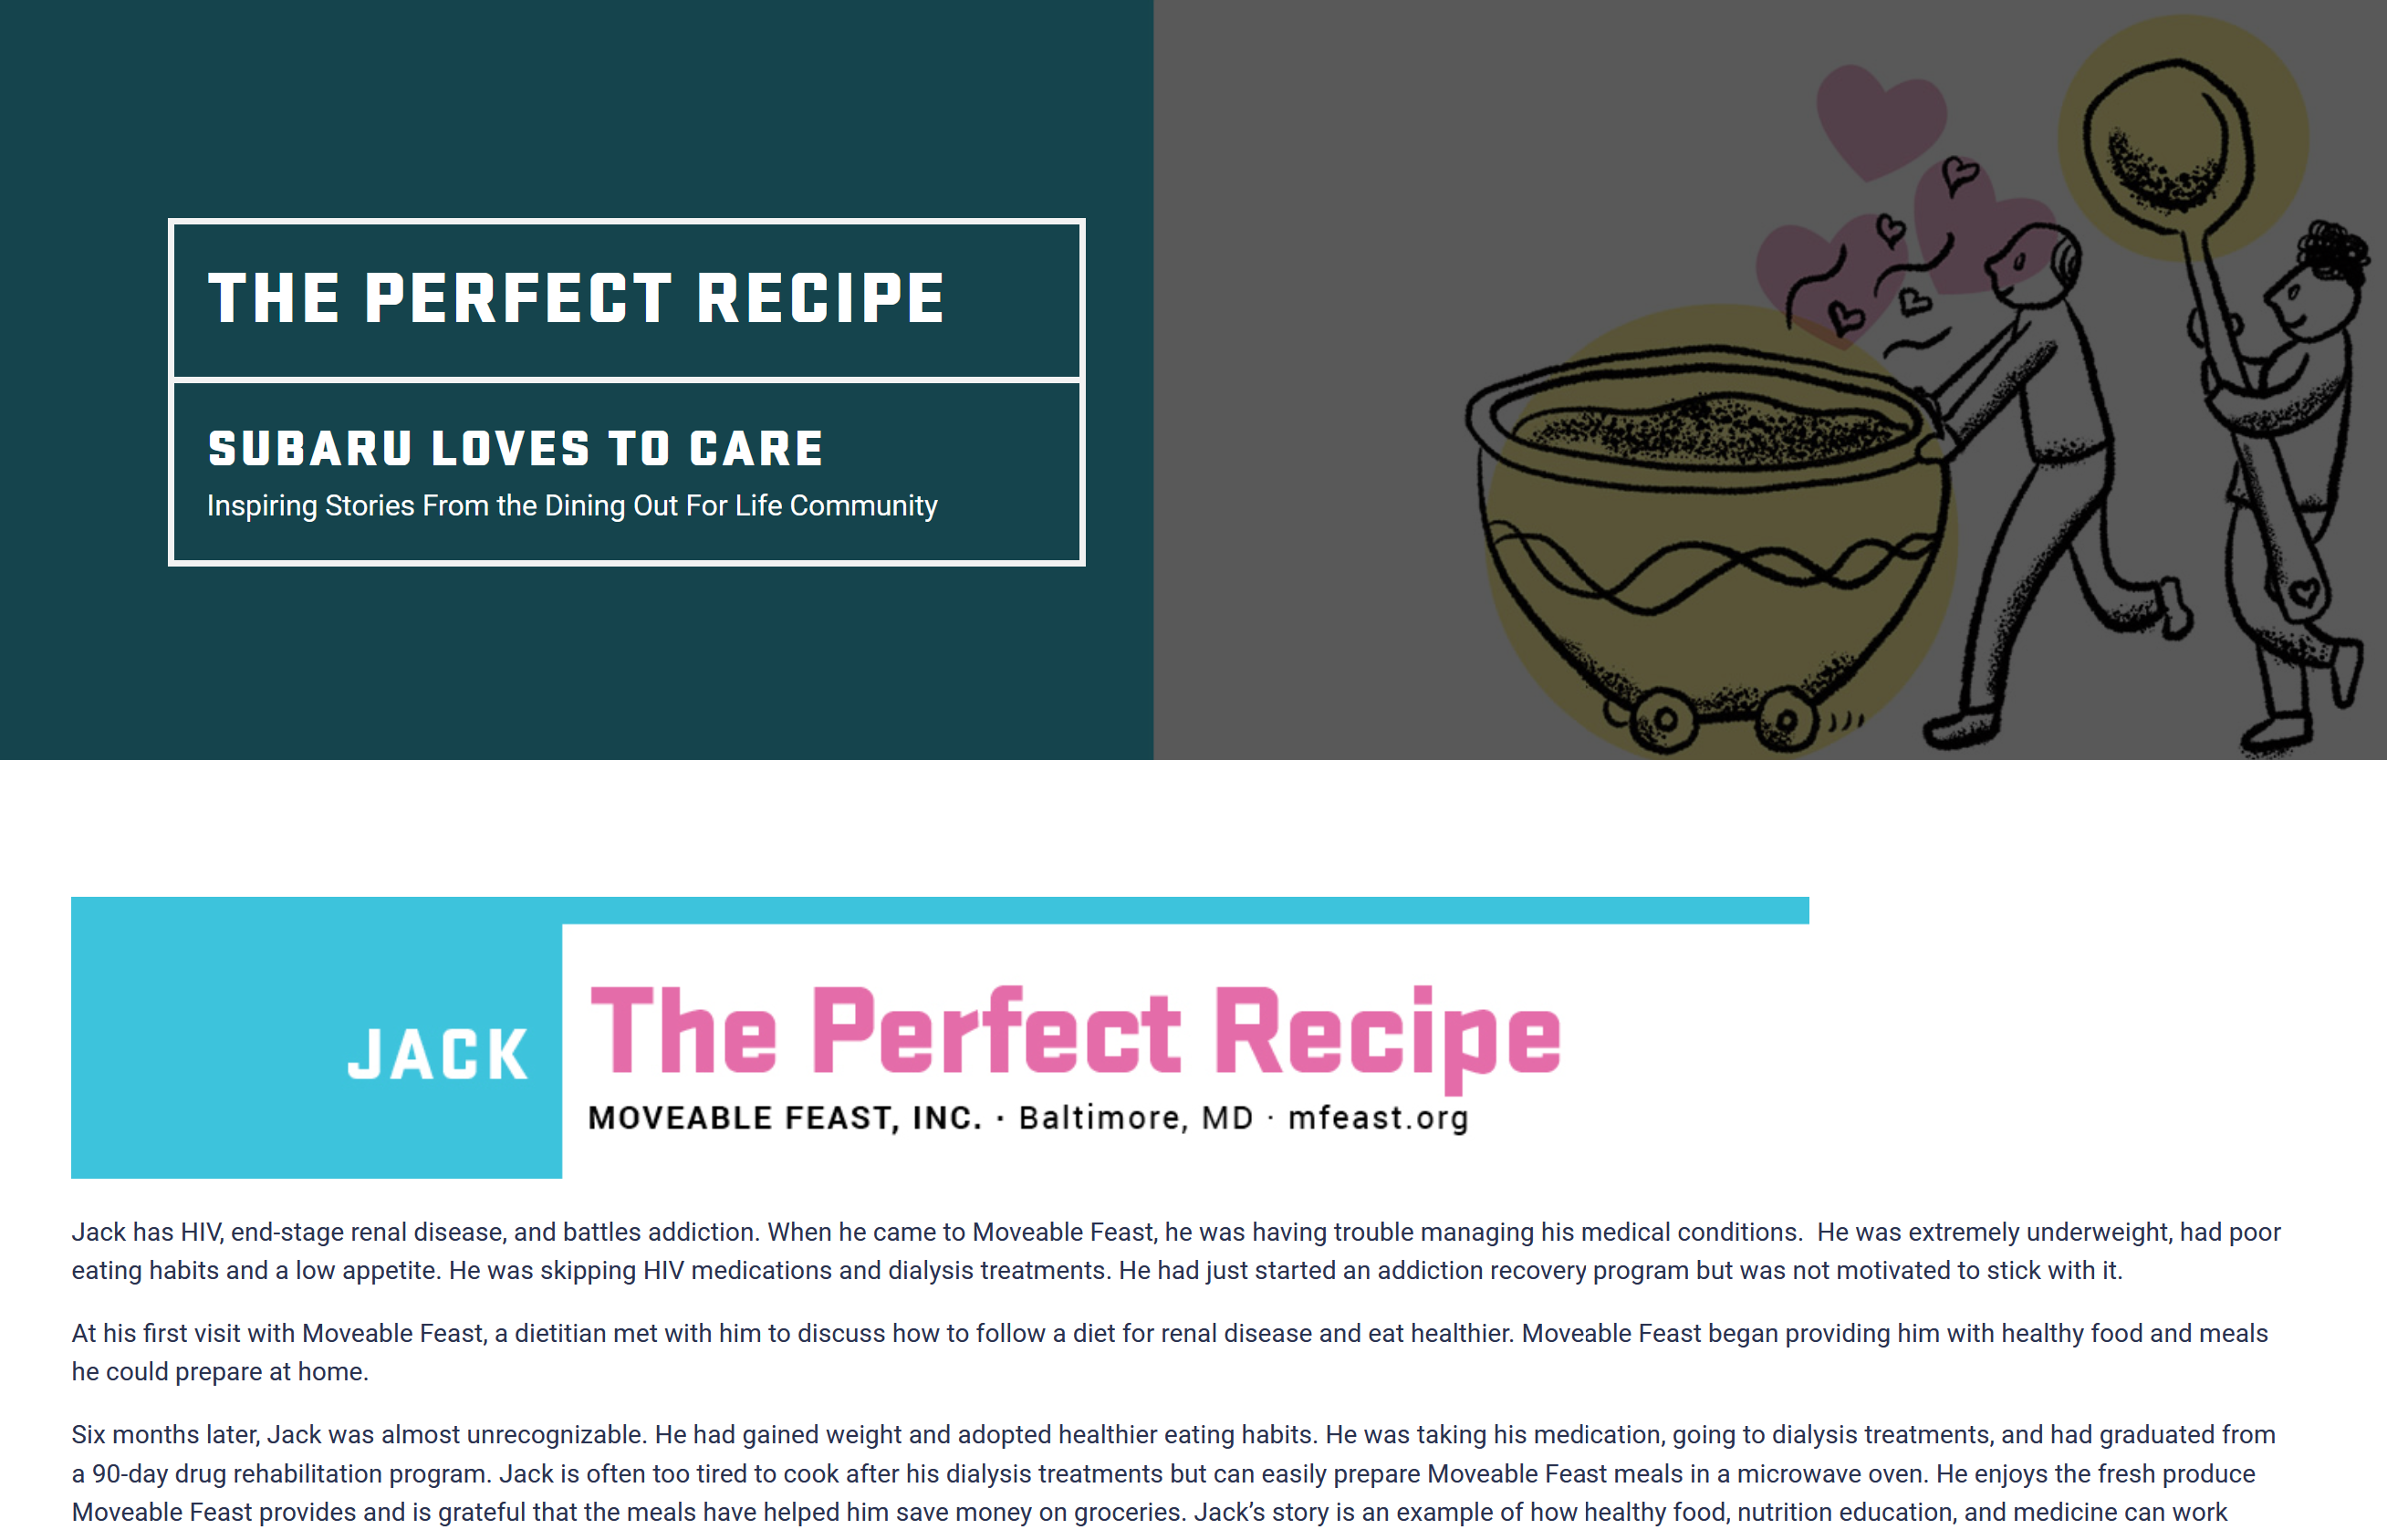 THE PERFECT RECIPE
SUBARU LOVES TO CARE
Inspiring Stories From the Dining Out For Life Community
JACK
The Perfect Recipe
MOVEABLE FEAST, INC. · Baltimore, MD · mfeast.org
Jack has HIV, end-stage renal disease, and battles addiction. When he came to Moveable Feast, he was having trouble managing his medical conditions.  He was extremely underweight, had poor
eating habits and a low appetite. He was skipping HIV medications and dialysis treatments. He had just started an addiction recovery program but was not motivated to stick with it.
At his first visit with Moveable Feast, a dietitian met with him to discuss how to follow a diet for renal disease and eat healthier. Moveable Feast began providing him with healthy food and meals
he could prepare at home.
Six months later, Jack was almost unrecognizable. He had gained weight and adopted healthier eating habits. He was taking his medication, going to dialysis treatments, and had graduated from
a 90-day drug rehabilitation program. Jack is often too tired to cook after his dialysis treatments but can easily prepare Moveable Feast meals in a microwave oven. He enjoys the fresh produce
Moveable Feast provides and is grateful that the meals have helped him save money on groceries. Jack’s story is an example of how healthy food, nutrition education, and medicine can work